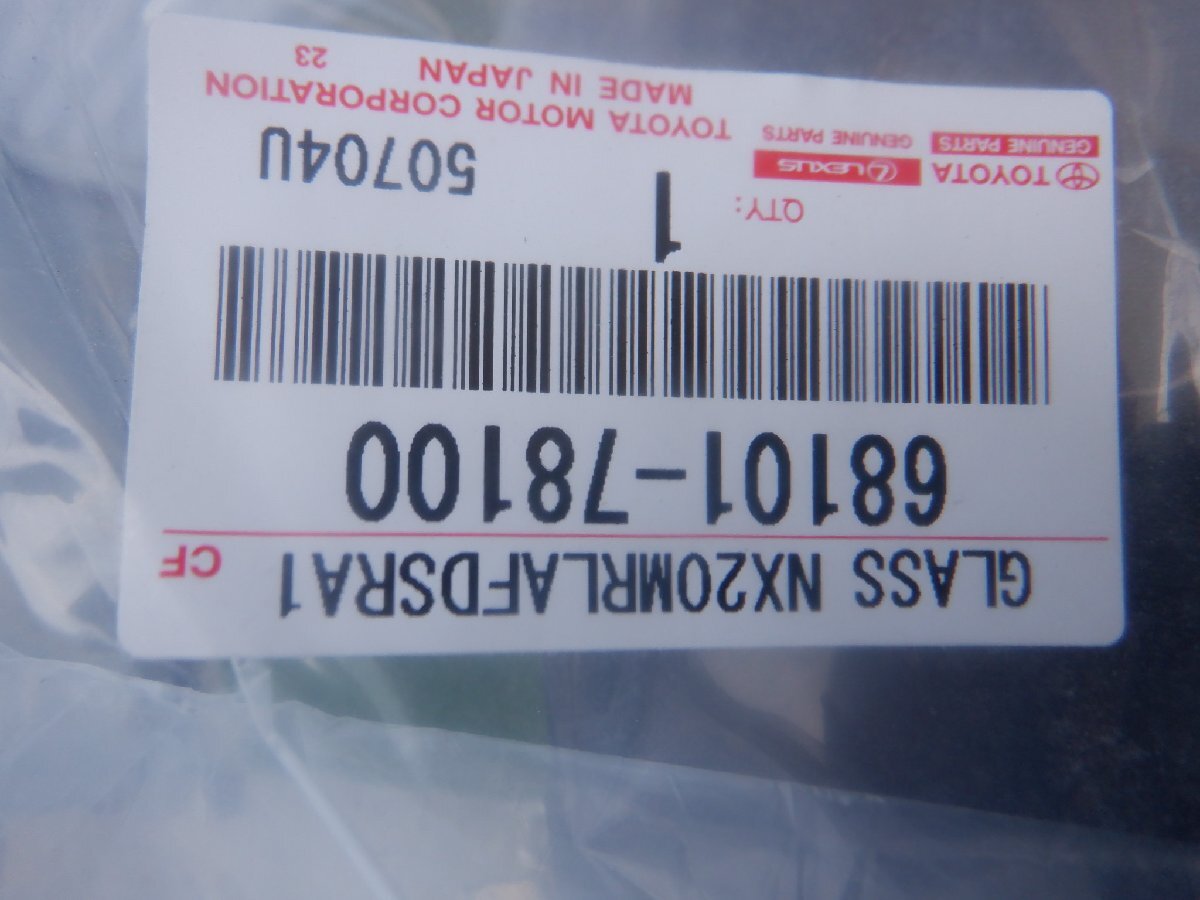 GLASS NX20MRLAFDSRA1 CF
68101-78100
QTY: 1 50704U
TOYOTA LEXUS
GENUINE PARTS GENUINE PARTS
TOYOTA MOTOR CORPORATION
MADE IN JAPAN 23